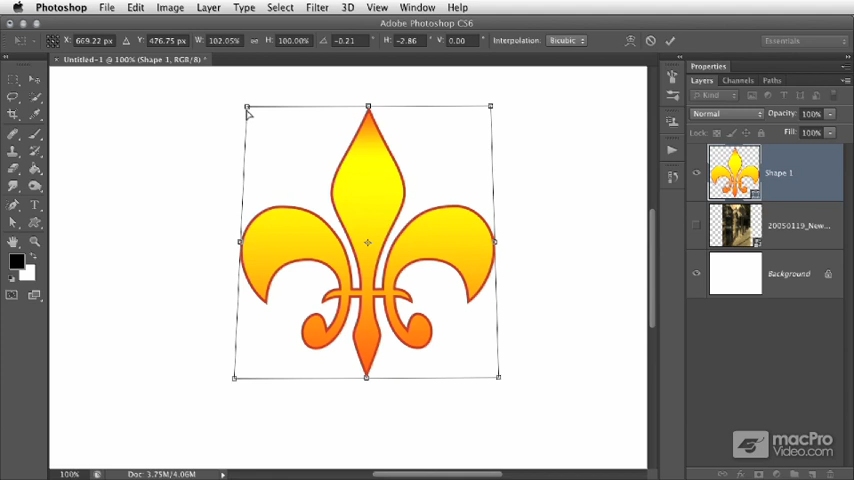 Photoshop File Edit Image Layer Type Select Filter 3D View Window Help
Adobe Photoshop CS6
X: 669.22 px Y: 476.75 px W: 102.05% H: 100.00% -0.21 H: -2.86 V: 0.00 Interpolation: Bicubic Essentials
Untitled-1 @ 100% (Shape 1, RGB/8) *
Properties
Layers Channels Paths
Kind
Normal Opacity: 100%
Lock: Fill: 100%
Shape 1
20050119_New...
Background
100% Doc: 3.75M/4.06M
macPro
Video.com